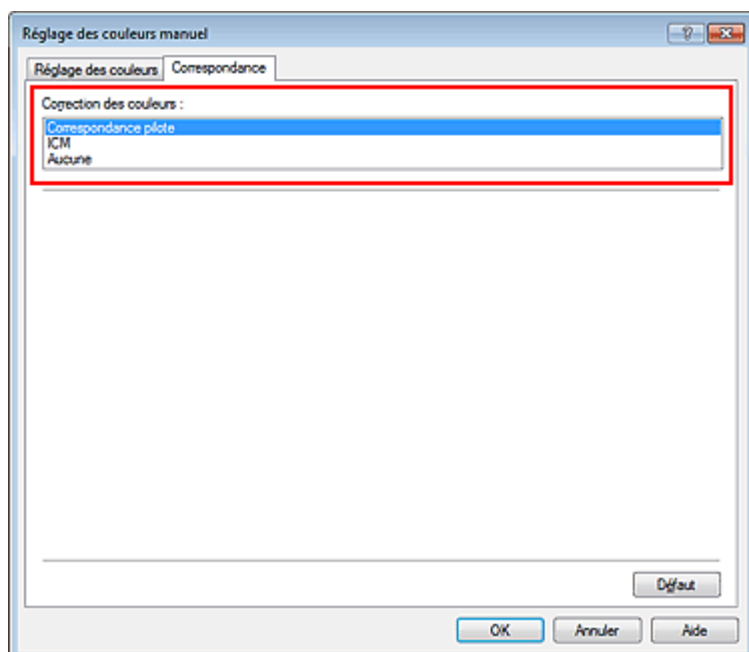 Réglage des couleurs manuel
Réglage des couleurs Correspondance
Correction des couleurs :
Correspondance pilote
ICM
Aucune
Défaut
OK Annuler Aide